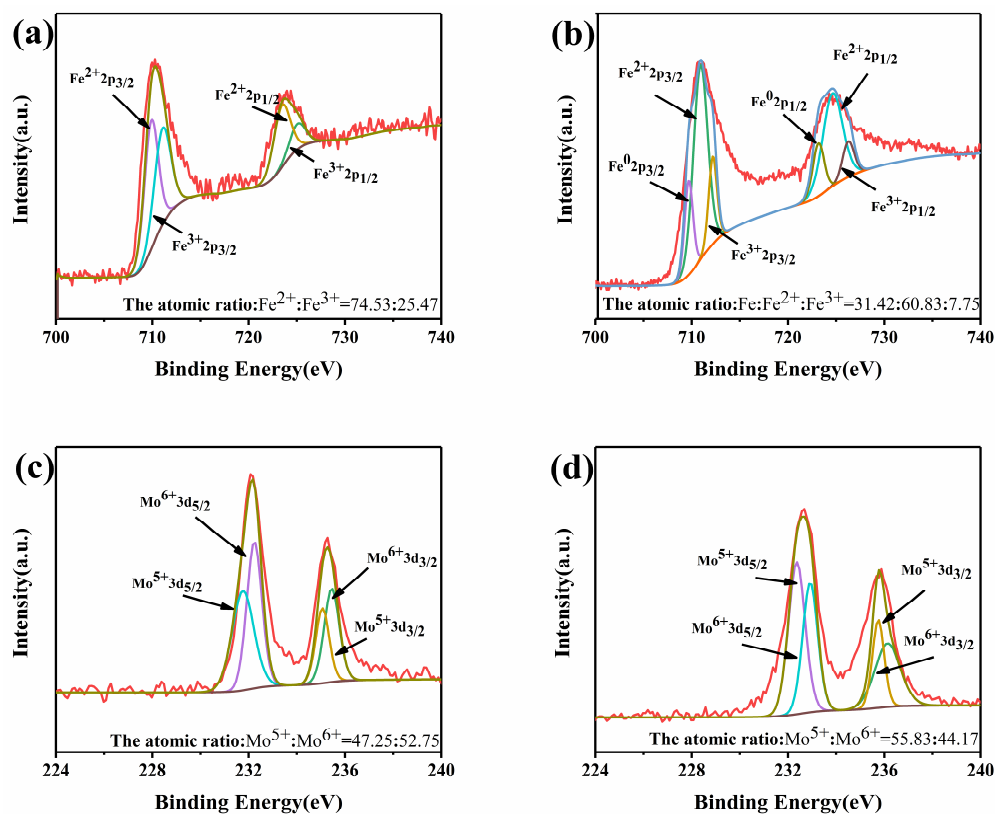 (a)
Intensity(a.u.)
Fe2+2p3/2
Fe2+2p1/2
Fe3+2p1/2
Fe3+2p3/2
The atomic ratio:Fe2+:Fe3+=74.53:25.47
700 710 720 730 740
Binding Energy(eV)
(b)
Intensity(a.u.)
Fe2+2p3/2
Fe2+2p1/2
Fe02p1/2
Fe02p3/2
Fe3+2p1/2
Fe3+2p3/2
The atomic ratio:Fe:Fe2+:Fe3+=31.42:60.83:7.75
700 710 720 730 740
Binding Energy(eV)
(c)
Intensity(a.u.)
Mo6+3d5/2
Mo6+3d3/2
Mo5+3d5/2
Mo5+3d3/2
The atomic ratio:Mo5+:Mo6+=47.25:52.75
224 228 232 236 240
Binding Energy(eV)
(d)
Intensity(a.u.)
Mo5+3d5/2
Mo5+3d3/2
Mo6+3d5/2
Mo6+3d3/2
The atomic ratio:Mo5+:Mo6+=55.83:44.17
224 228 232 236 240
Binding Energy(eV)